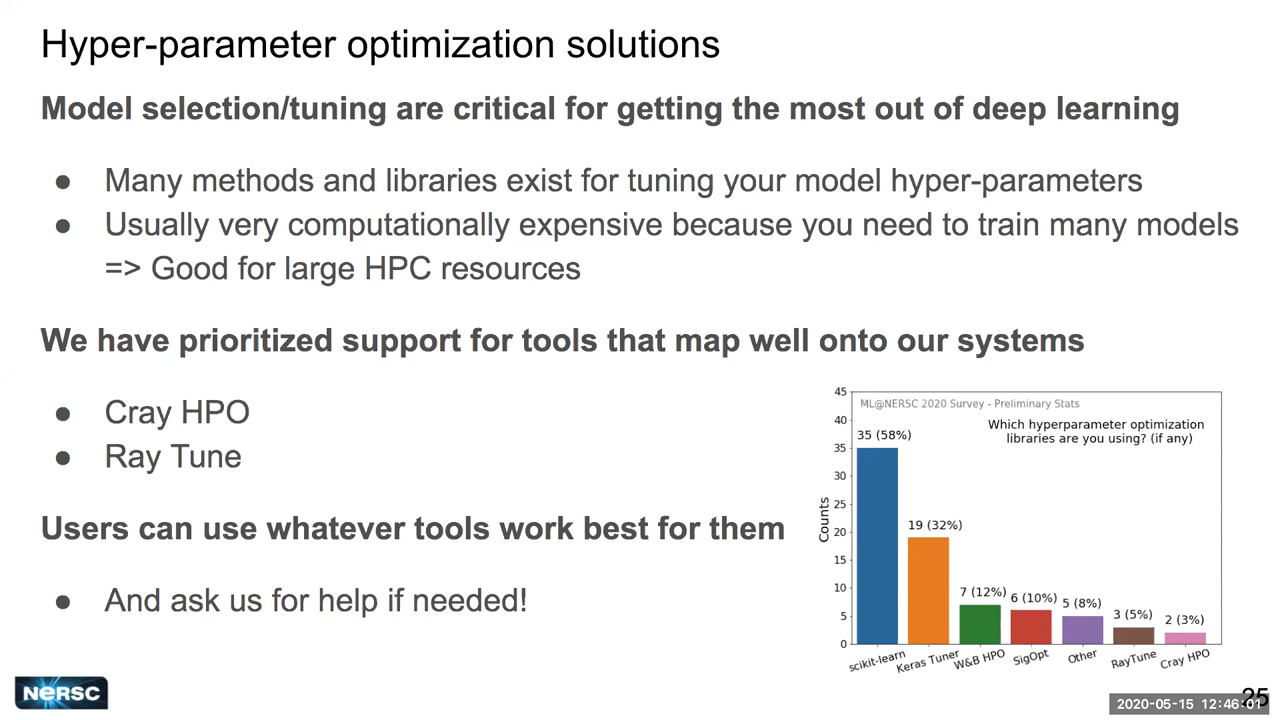 Hyper-parameter optimization solutions
Model selection/tuning are critical for getting the most out of deep learning
● Many methods and libraries exist for tuning your model hyper-parameters
● Usually very computationally expensive because you need to train many models
=> Good for large HPC resources
We have prioritized support for tools that map well onto our systems
● Cray HPO
● Ray Tune
Users can use whatever tools work best for them
● And ask us for help if needed!
ML@NERSC 2020 Survey - Preliminary Stats
Which hyperparameter optimization
libraries are you using? (if any)
Counts
45
40
35
30
25
20
15
10
5
0
35 (58%)
19 (32%)
7 (12%)
6 (10%)
5 (8%)
3 (5%)
2 (3%)
scikit-learn
Keras Tuner
W&B HPO
SigOpt
Other
RayTune
Cray HPO
NERSC
25
2020-05-15 12:46:01